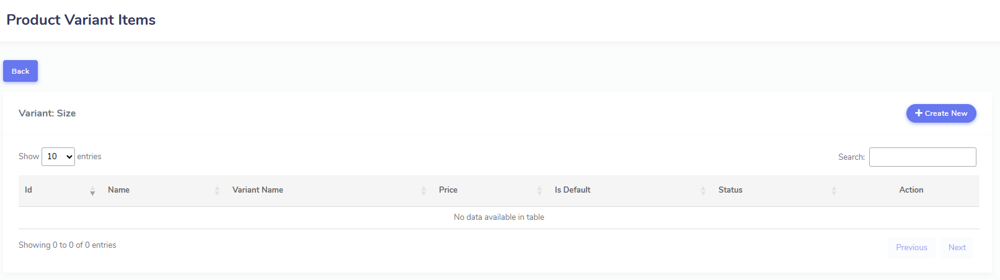 Product Variant Items
Back
Variant: Size
Create New
Show 10 entries
Search:
Id Name Variant Name Price Is Default Status Action
No data available in table
Showing 0 to 0 of 0 entries
Previous Next